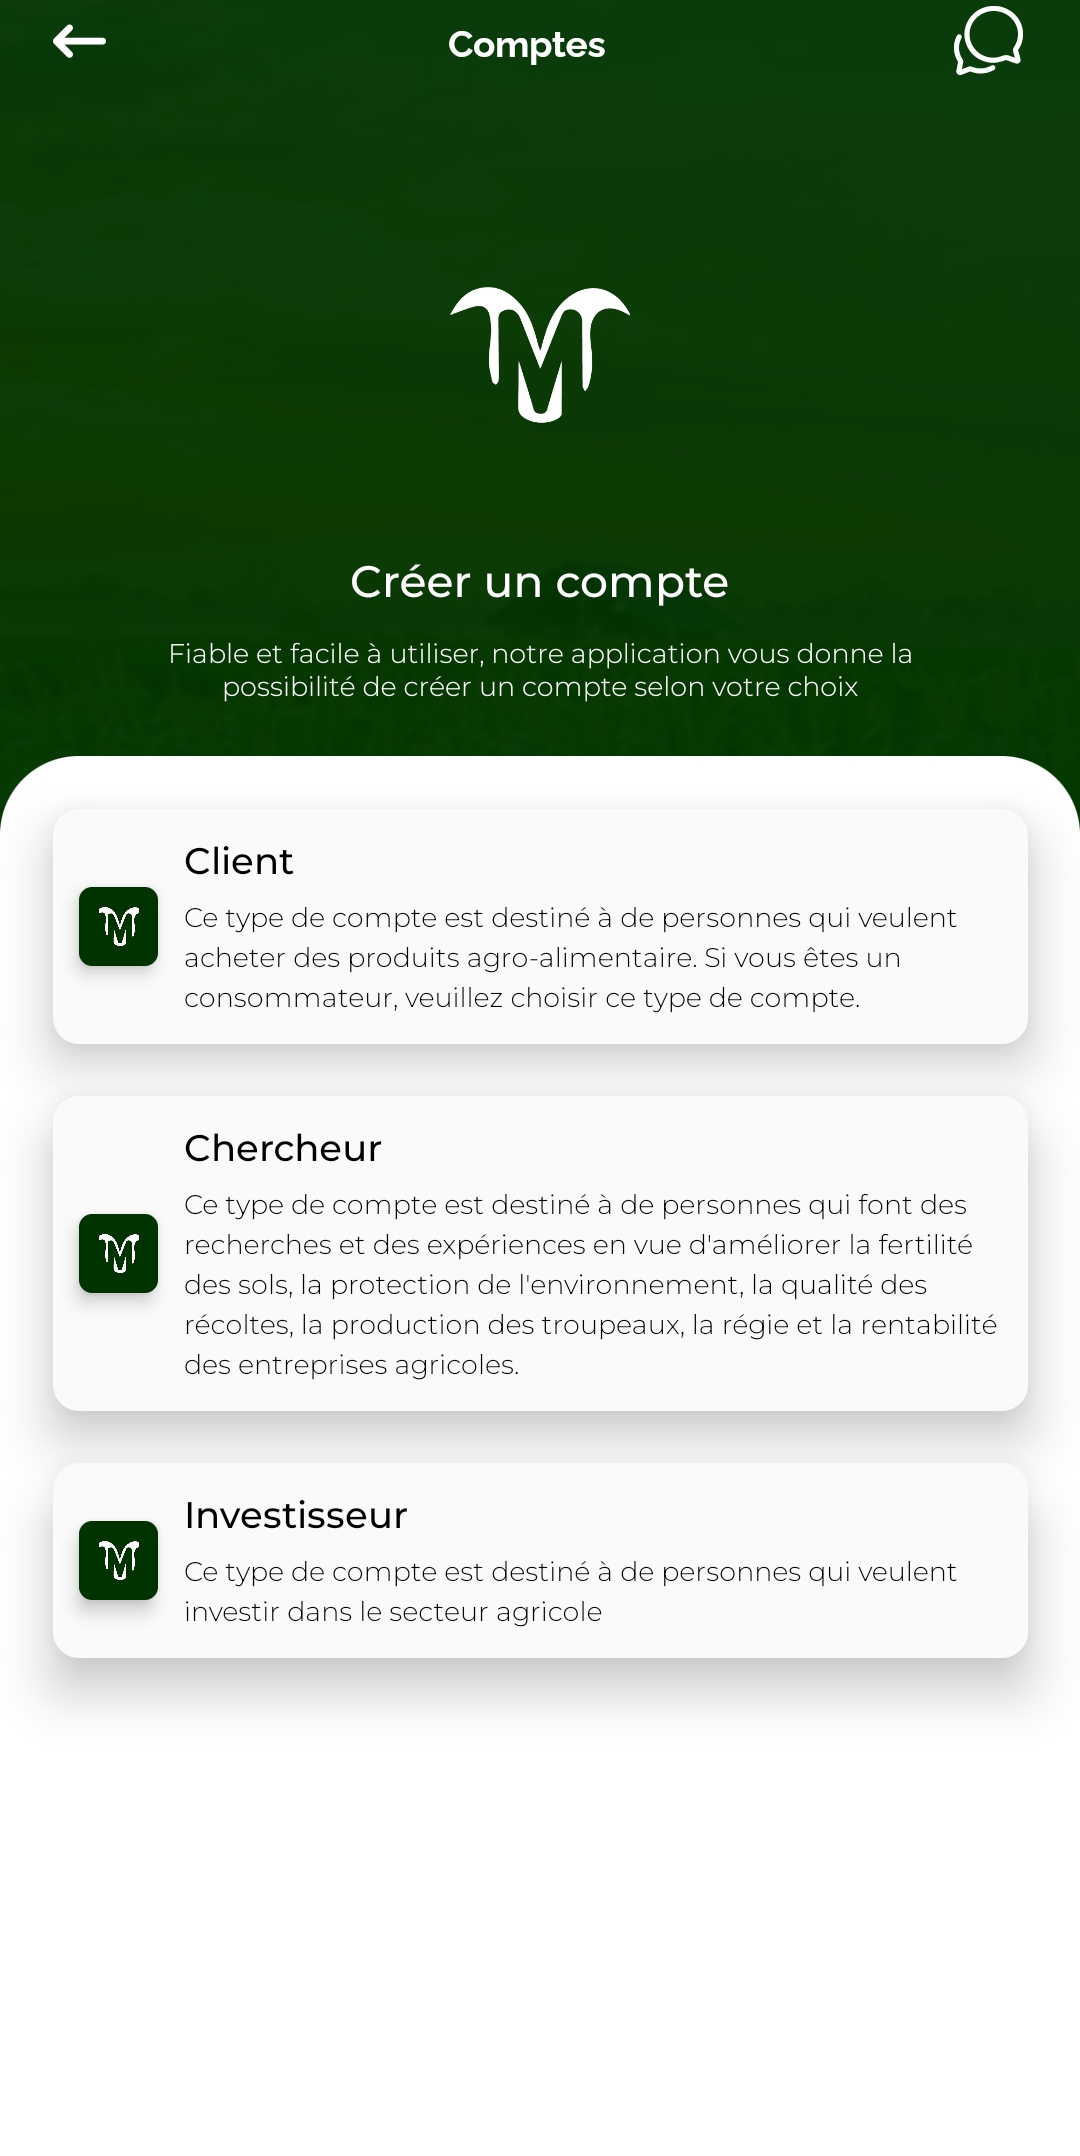 Comptes
Créer un compte
Fiable et facile à utiliser, notre application vous donne la
possibilité de créer un compte selon votre choix
Client
Ce type de compte est destiné à de personnes qui veulent
acheter des produits agro-alimentaire. Si vous êtes un
consommateur, veuillez choisir ce type de compte.
Chercheur
Ce type de compte est destiné à de personnes qui font des
recherches et des expériences en vue d'améliorer la fertilité
des sols, la protection de l'environnement, la qualité des
récoltes, la production des troupeaux, la régie et la rentabilité
des entreprises agricoles.
Investisseur
Ce type de compte est destiné à de personnes qui veulent
investir dans le secteur agricole